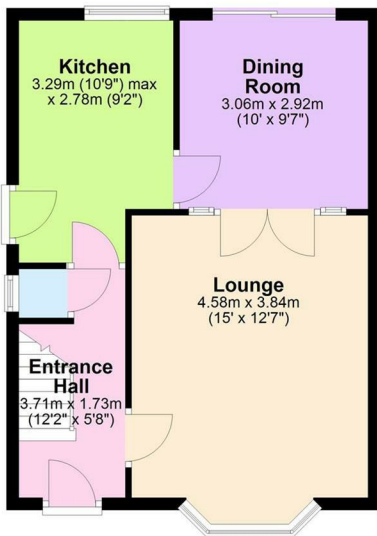 Kitchen
3.29m (10'9") max
x 2.78m (9'2")
Dining
Room
3.06m x 2.92m
(10' x 9'7")
Lounge
4.58m x 3.84m
(15' x 12'7")
Entrance
Hall
3.71m x 1.73m
(12'2" x 5'8")